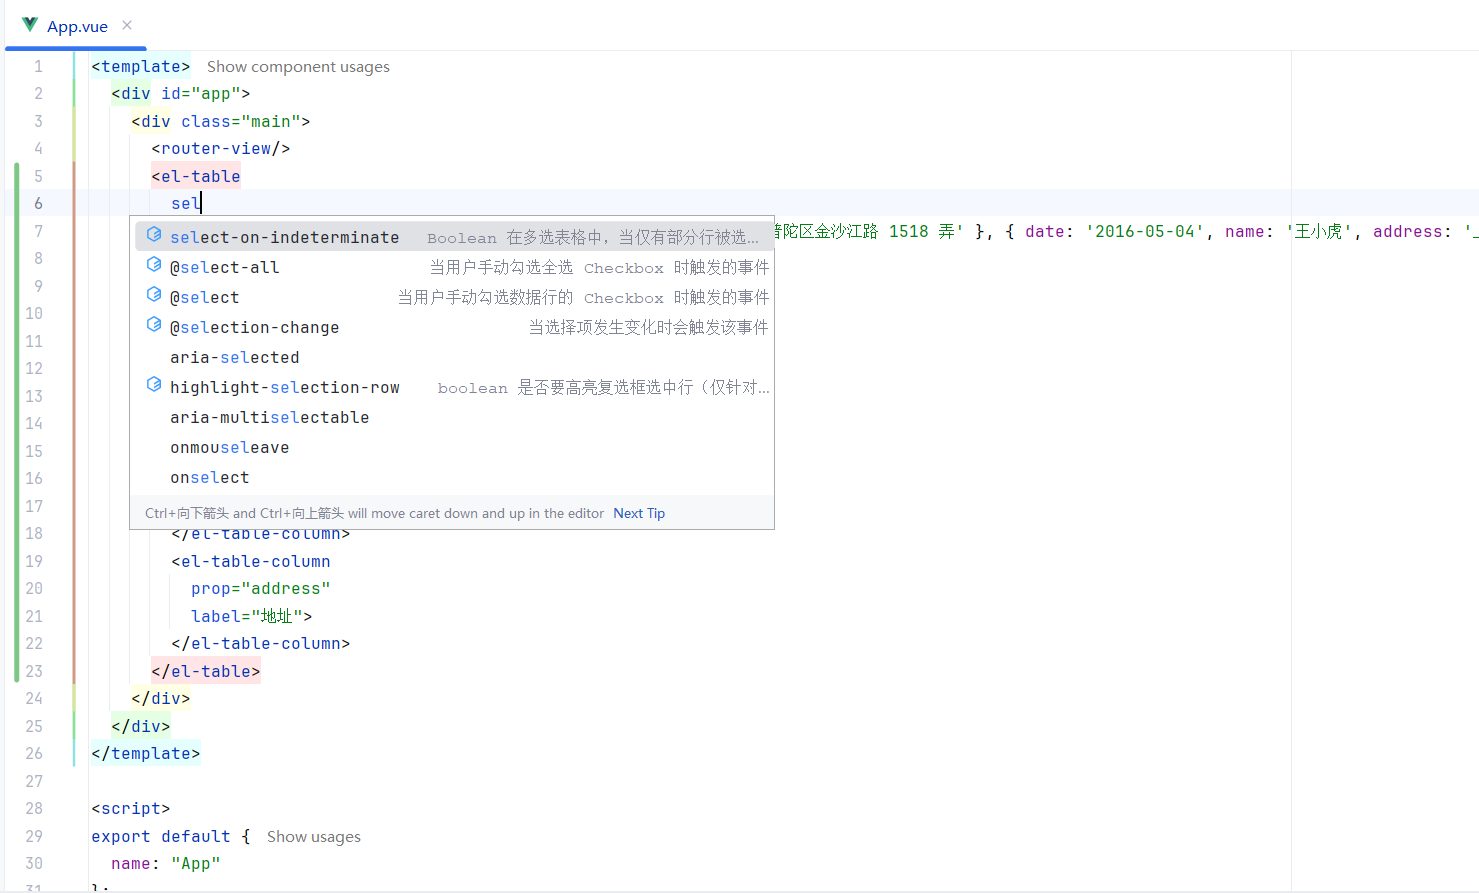 App.vue ×
1 <template> Show component usages
2 <div id="app">
3 <div class="main">
4 <router-view/>
5 <el-table
6 sel
7 普陀区金沙江路 1518 弄' }, { date: '2016-05-04', name: '王小虎', address: '
select-on-indeterminate Boolean 在多选表格中，当仅有部分行被选...
8
@select-all 当用户手动勾选全选 Checkbox 时触发的事件
9
@select 当用户手动勾选数据行的 Checkbox 时触发的事件
10
@selection-change 当选择项发生变化时会触发该事件
11
aria-selected
12
highlight-selection-row boolean 是否要高亮复选框选中行（仅针对...
13
aria-multiselectable
14
onmouseleave
15
onselect
16
17
Ctrl+向下箭头 and Ctrl+向上箭头 will move caret down and up in the editor Next Tip
18 </el-table-column>
19 <el-table-column
20 prop="address"
21 label="地址">
22 </el-table-column>
23 </el-table>
24 </div>
25 </div>
26 </template>
27
28 <script>
29 export default { Show usages
30 name: "App"
31 };